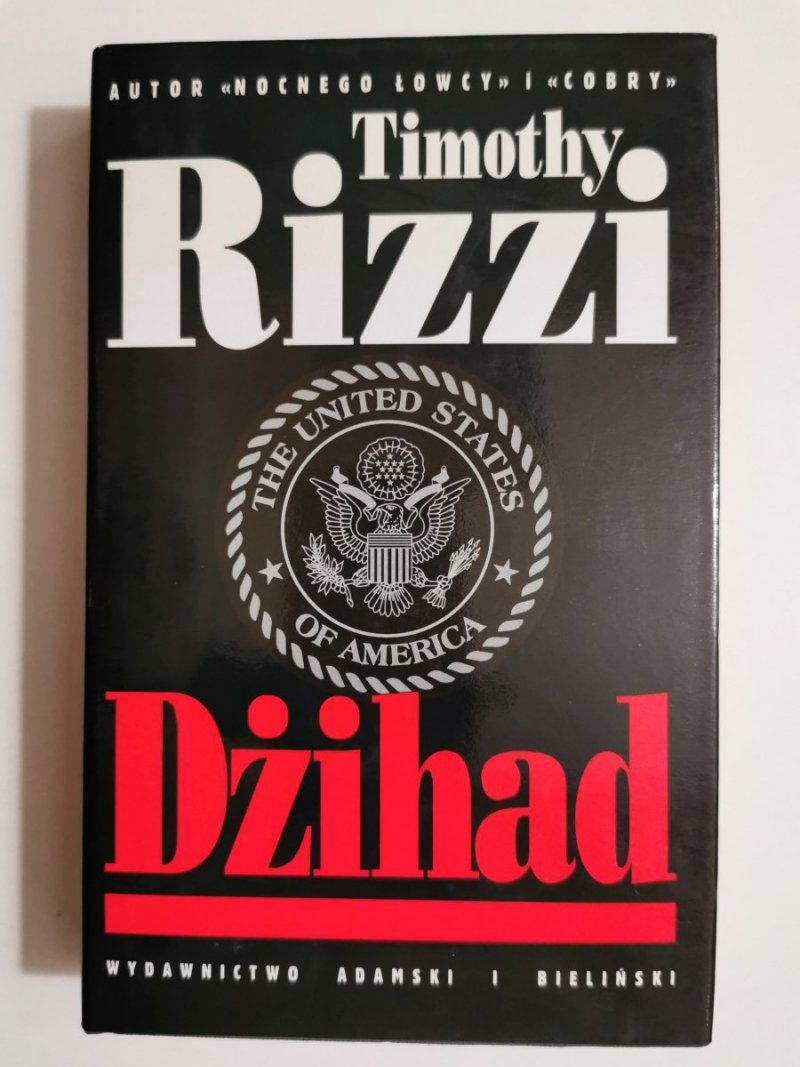 AUTOR «NOCNEGO ŁOWCY» I «COBRY»
Timothy
Rizzi
THE UNITED STATES
OF AMERICA
Dżihad
WYDAWNICTWO ADAMSKI I BIELIŃSKI